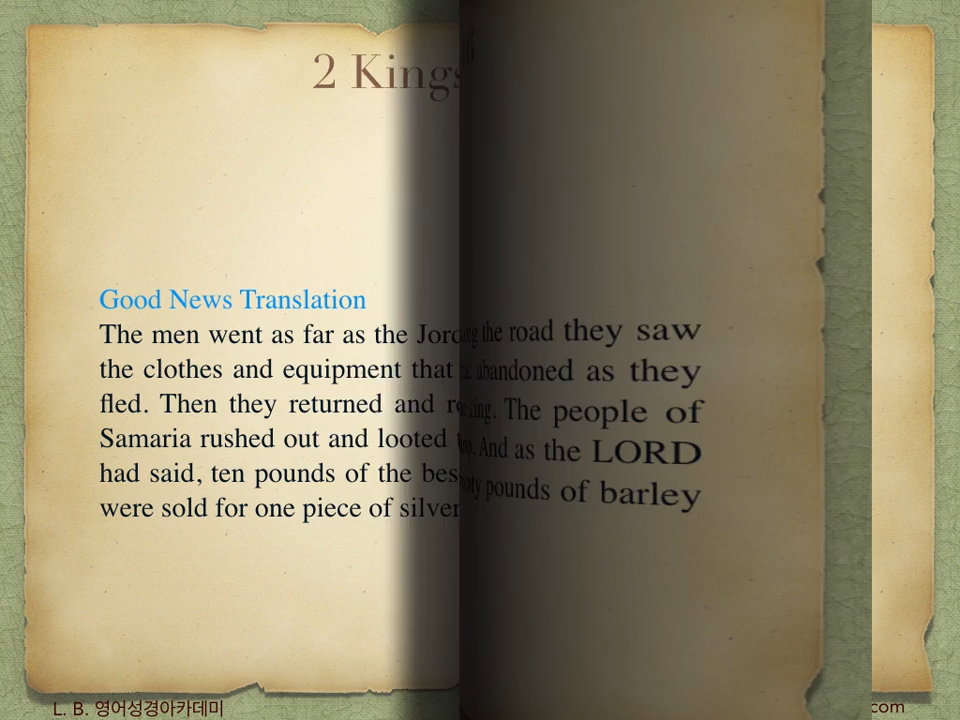 2 Kings
Good News Translation
The men went as far as the Jord ng the road they saw
the clothes and equipment that abandoned as they
fled. Then they returned and re king. The people of
Samaria rushed out and looted . And as the LORD
had said, ten pounds of the bes pounds of barley
were sold for one piece of silver
L. B. 영어성경아카데미
com